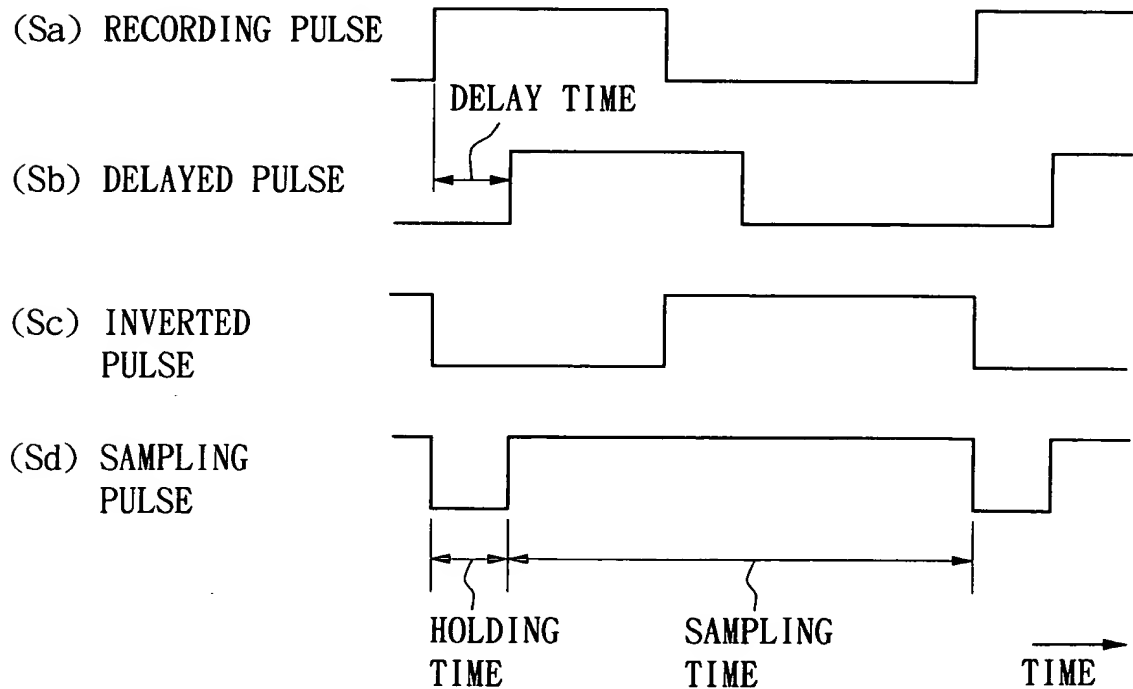 (Sa) RECORDING PULSE
DELAY TIME
(Sb) DELAYED PULSE
(Sc) INVERTED
PULSE
(Sd) SAMPLING
PULSE
HOLDING
TIME
SAMPLING
TIME
TIME